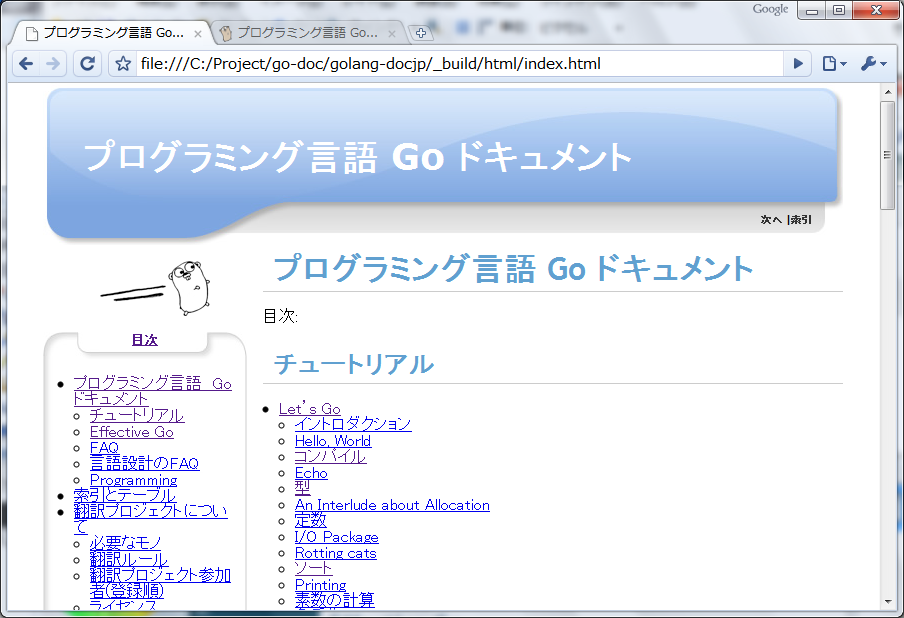 Google
プログラミング言語 Go...
プログラミング言語 Go...
file:///C:/Project/go-doc/golang-docjp/_build/html/index.html
プログラミング言語 Go ドキュメント
次へ |索引
プログラミング言語 Go ドキュメント
目次:
目次
チュートリアル
プログラミング言語 Go
ドキュメント
チュートリアル
Effective Go
FAQ
言語設計のFAQ
Programming
索引とテーブル
翻訳プロジェクトについ
て
必要なモノ
翻訳ルール
翻訳プロジェクト参加
者(登録順)
ライセンス
Let's Go
イントロダクション
Hello, World
コンパイル
Echo
型
An Interlude about Allocation
定数
I/O Package
Rotting cats
ソート
Printing
素数の計算